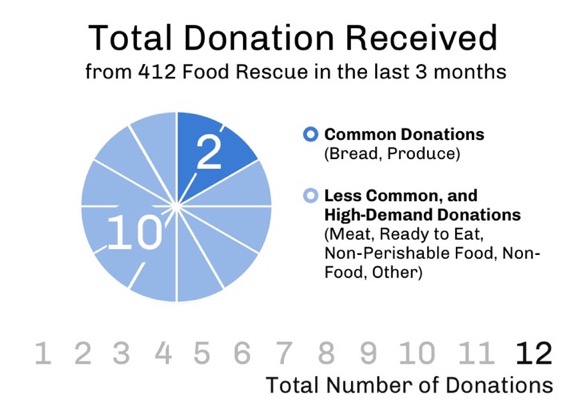 Total Donation Received
from 412 Food Rescue in the last 3 months
2
10
Common Donations
(Bread, Produce)
Less Common, and
High-Demand Donations
(Meat, Ready to Eat,
Non-Perishable Food, Non-
Food, Other)
1 2 3 4 5 6 7 8 9 10 11 12
Total Number of Donations